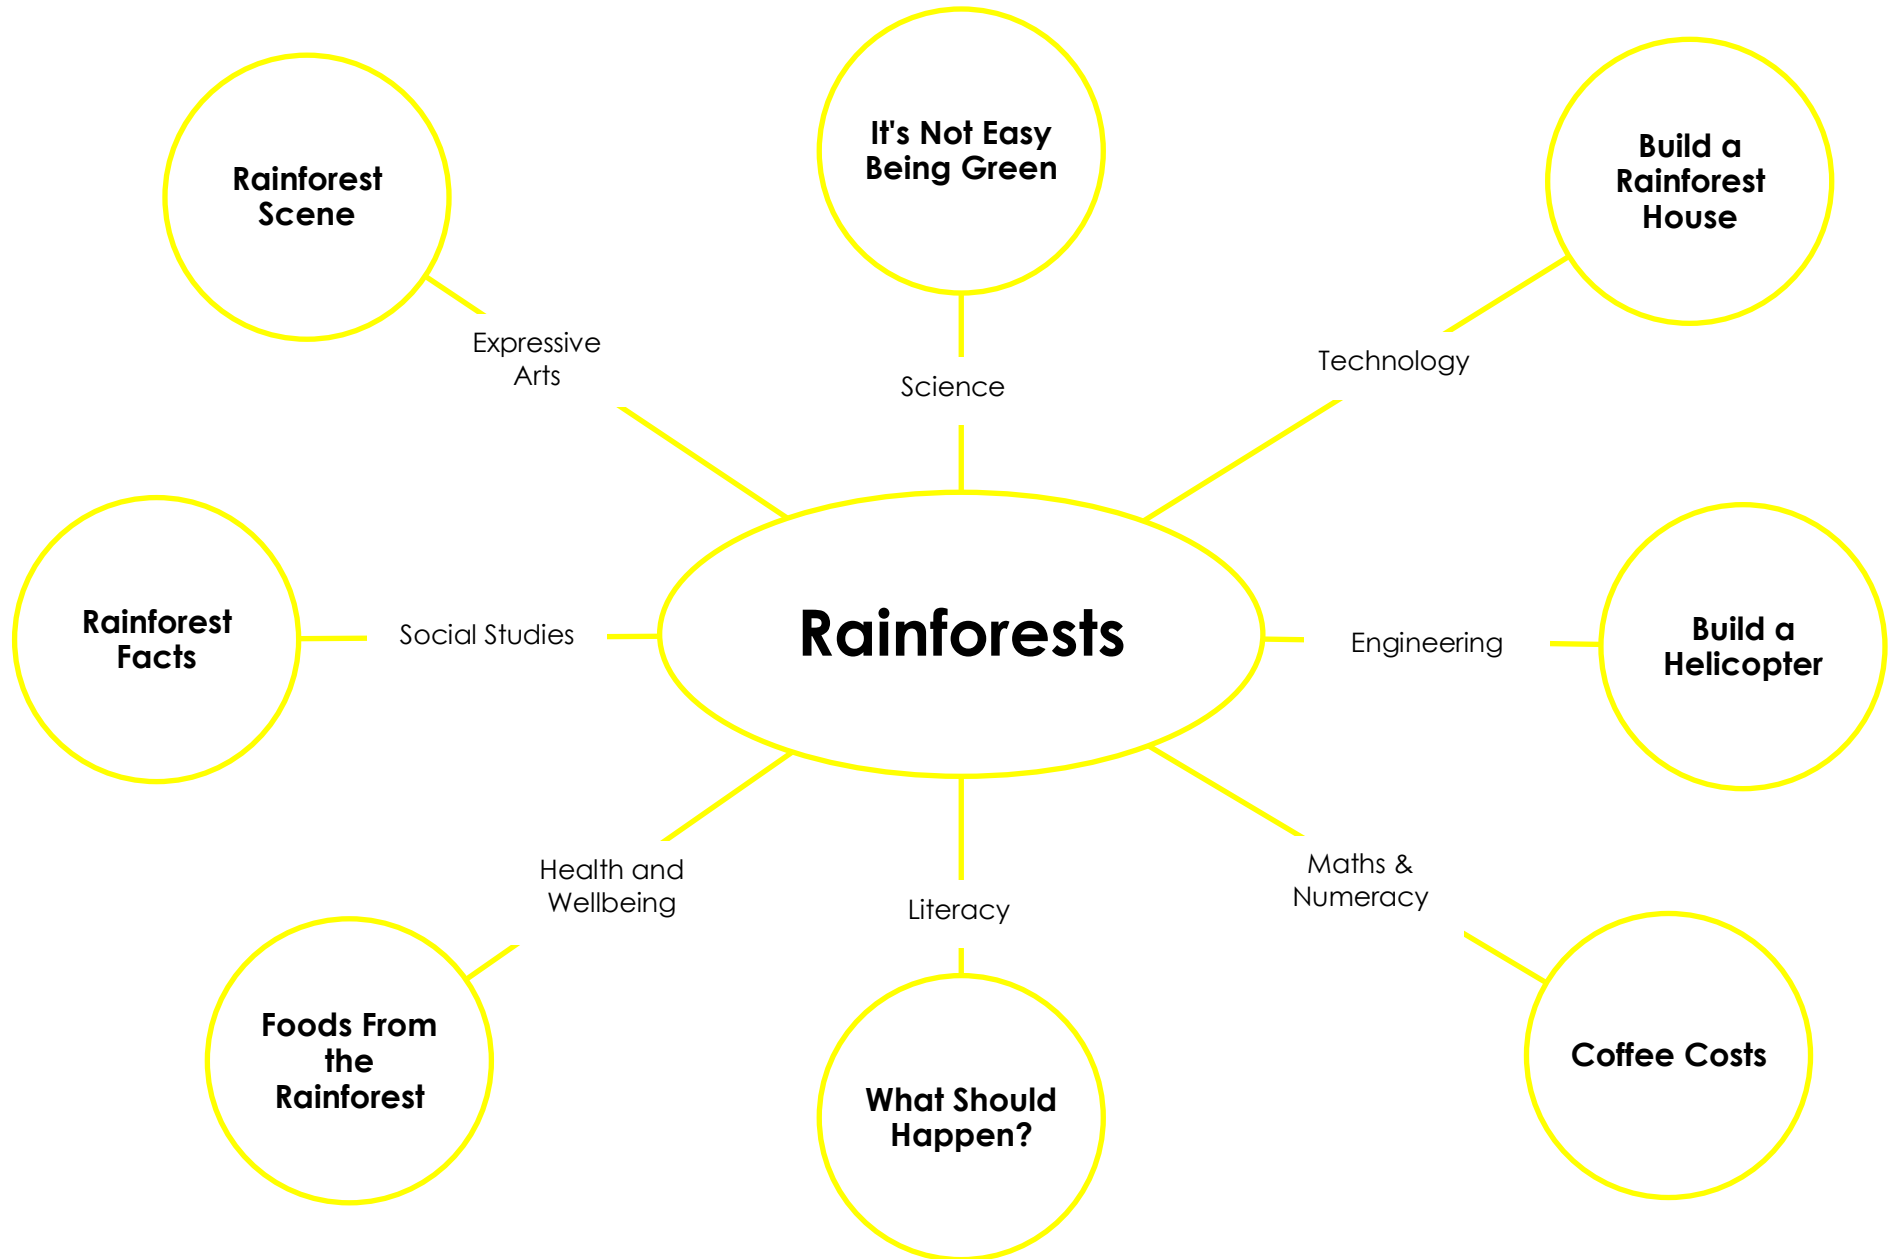 It's Not Easy
Being Green
Rainforest
Scene
Build a
Rainforest
House
Expressive
Arts
Science
Technology
Rainforest
Facts
Social Studies
Rainforests
Engineering
Build a
Helicopter
Health and
Wellbeing
Literacy
Maths &
Numeracy
Foods From
the
Rainforest
What Should
Happen?
Coffee Costs